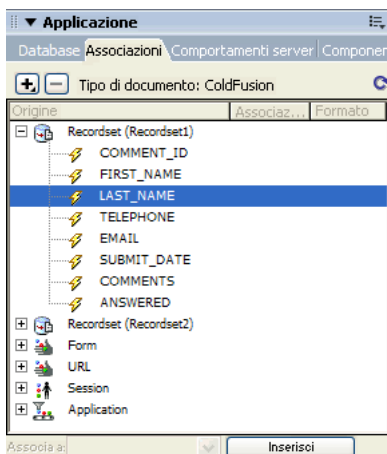 Applicazione
Database Associazioni Comportamenti server Componen
Tipo di documento: ColdFusion
Origine Associaz... Formato
Recordset (Recordset1)
COMMENT_ID
FIRST_NAME
LAST_NAME
TELEPHONE
EMAIL
SUBMIT_DATE
COMMENTS
ANSWERED
Recordset (Recordset2)
Form
URL
Session
Application
Associa a: Inserisci